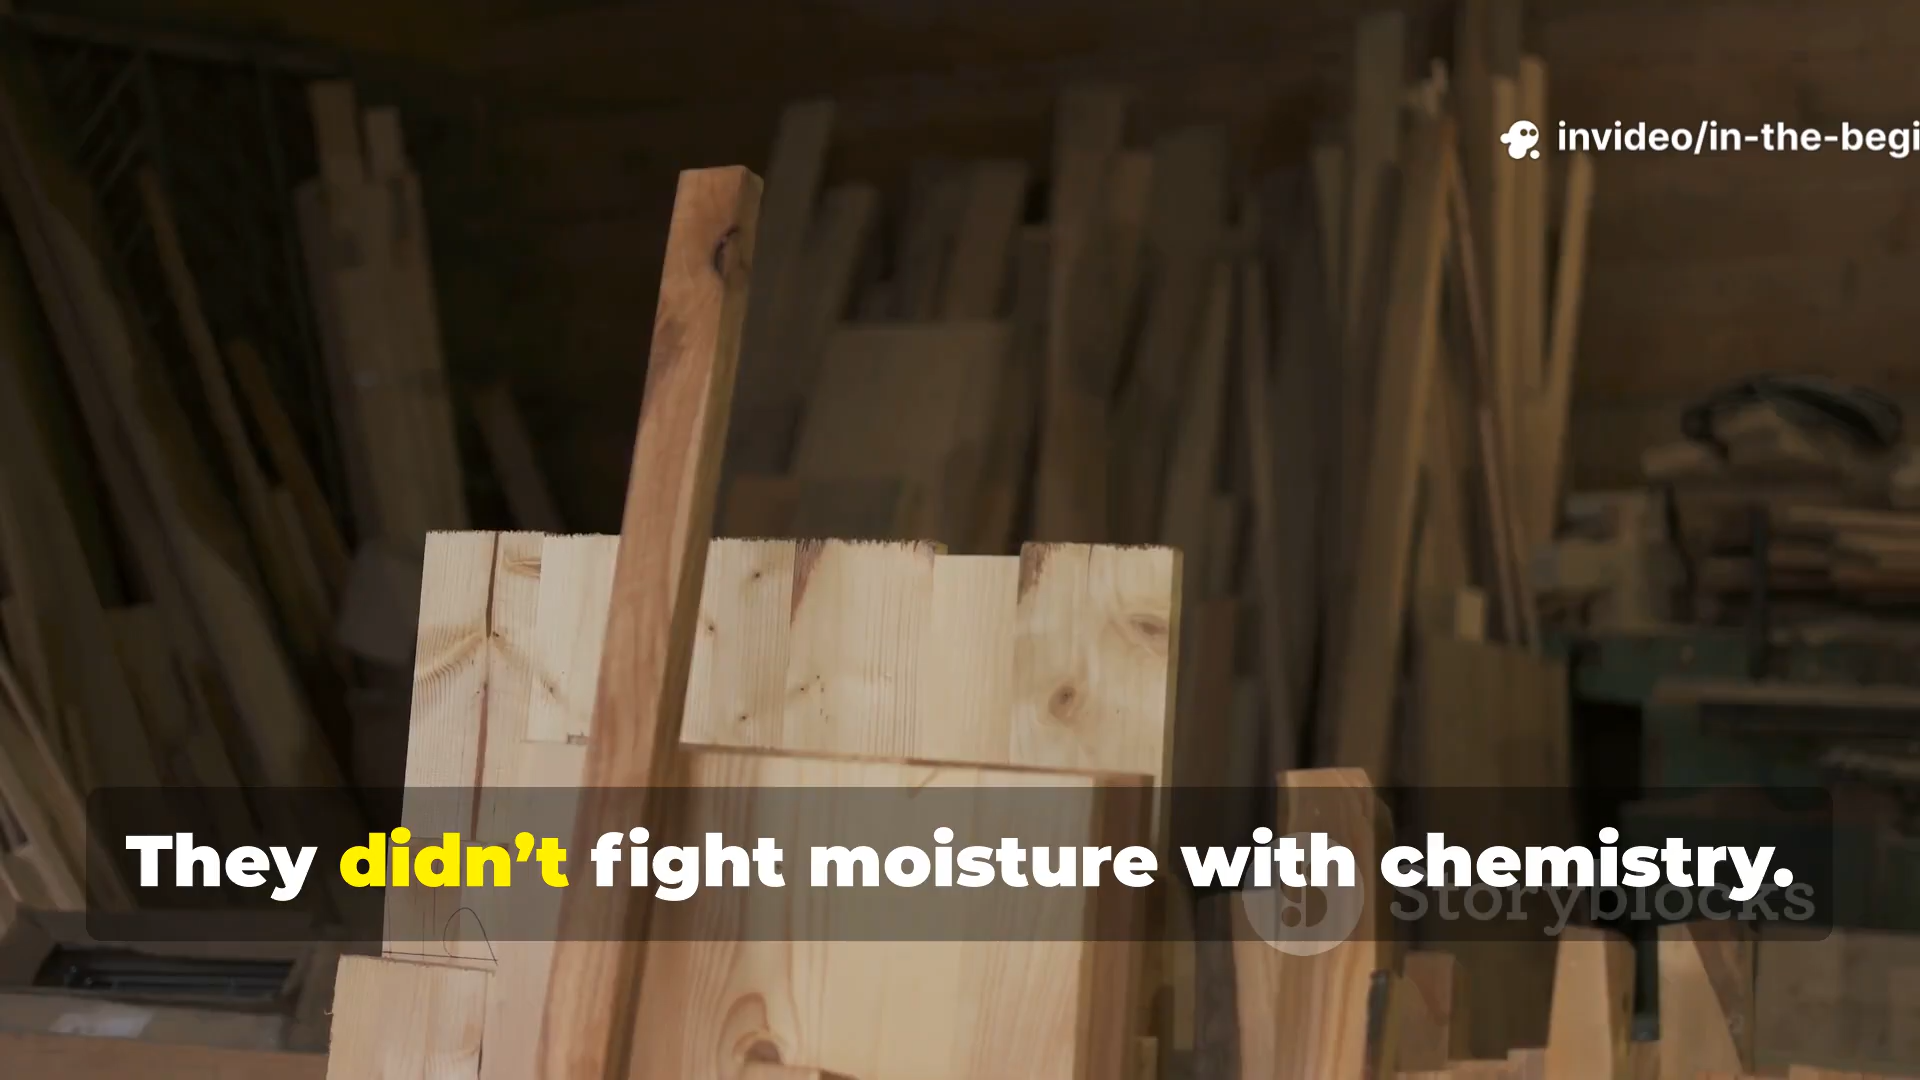 invideo/in-the-begi
They didn't fight moisture with chemistry.
Storyblocks